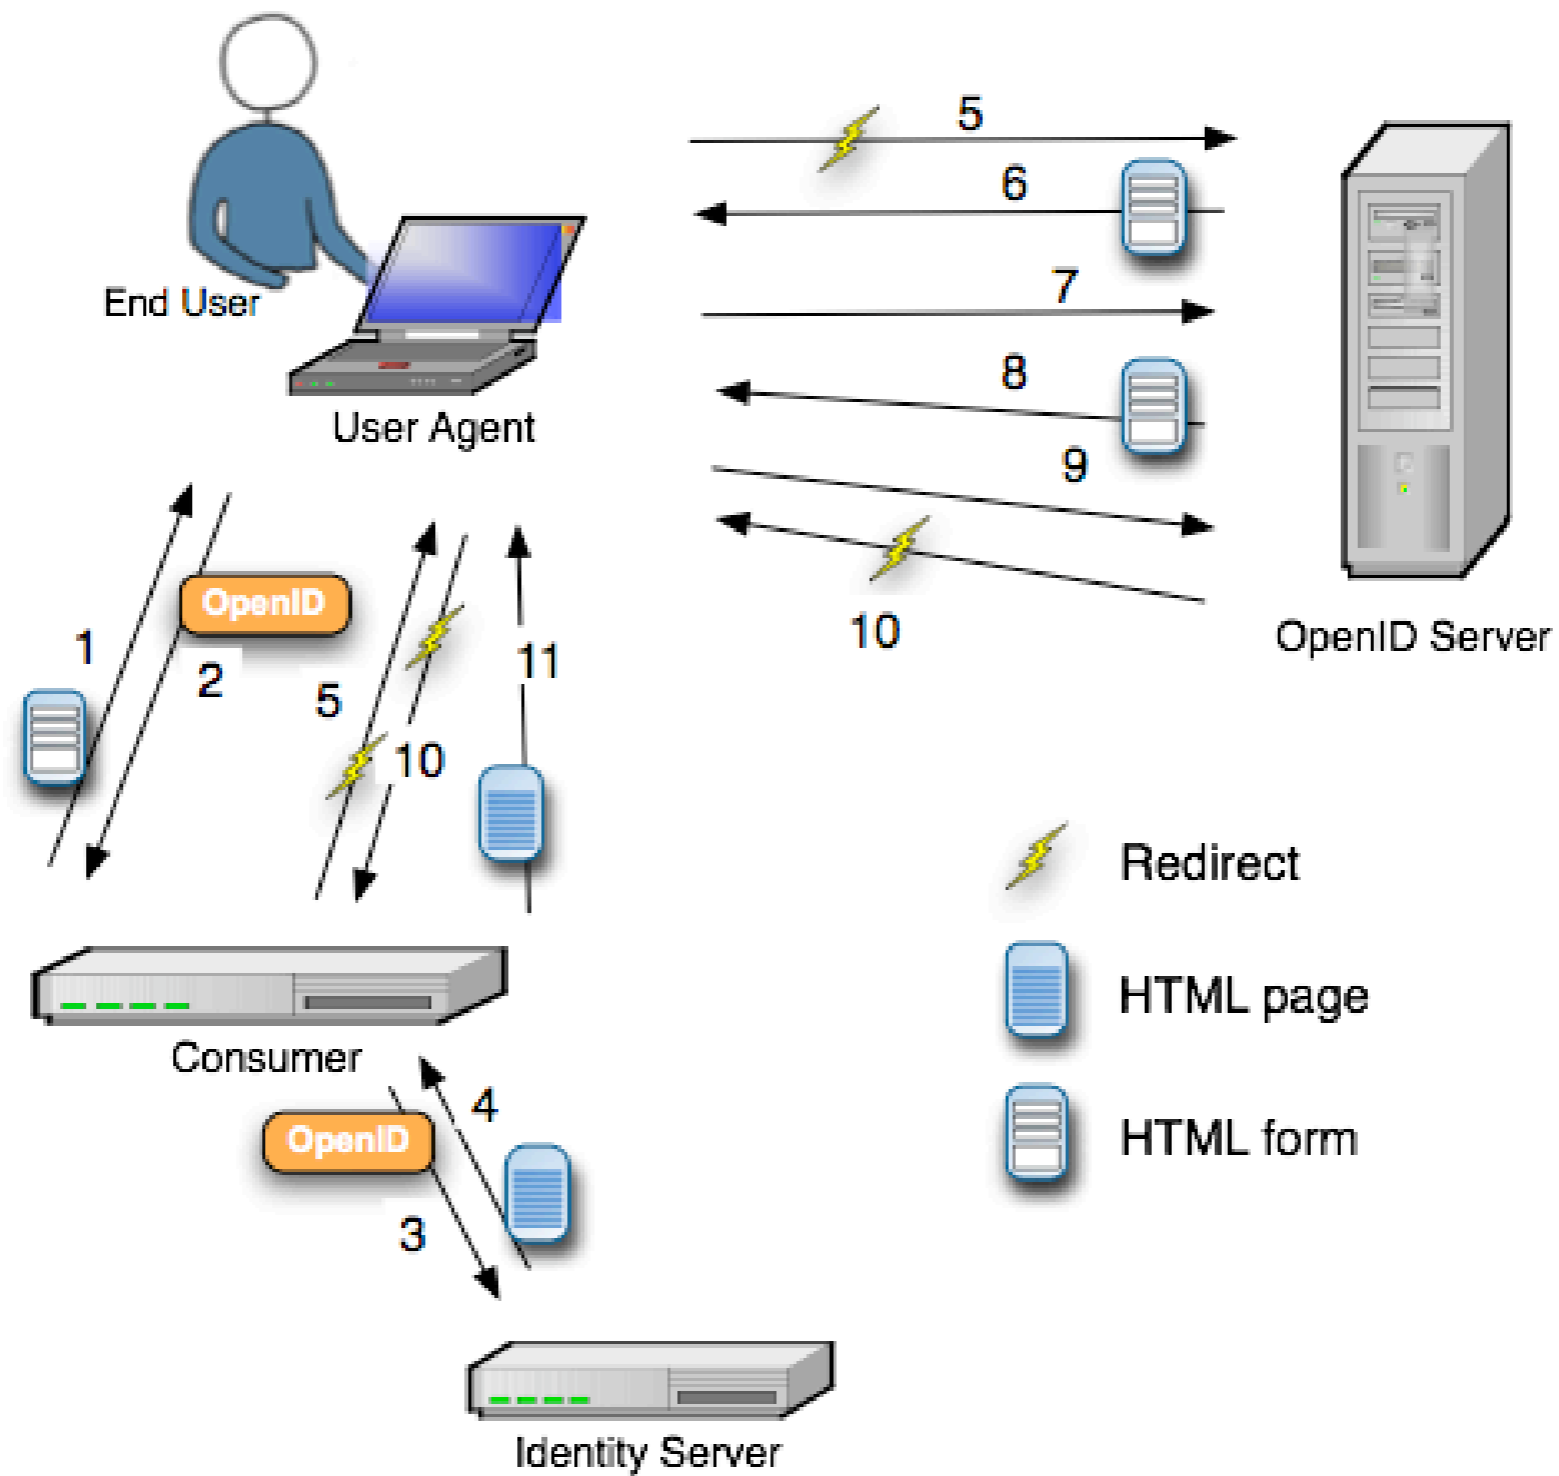 5
6
End User
7
8
User Agent
9
OpenID
10
OpenID Server
1
2
5
11
10
Redirect
HTML page
Consumer
4
OpenID
HTML form
3
Identity Server